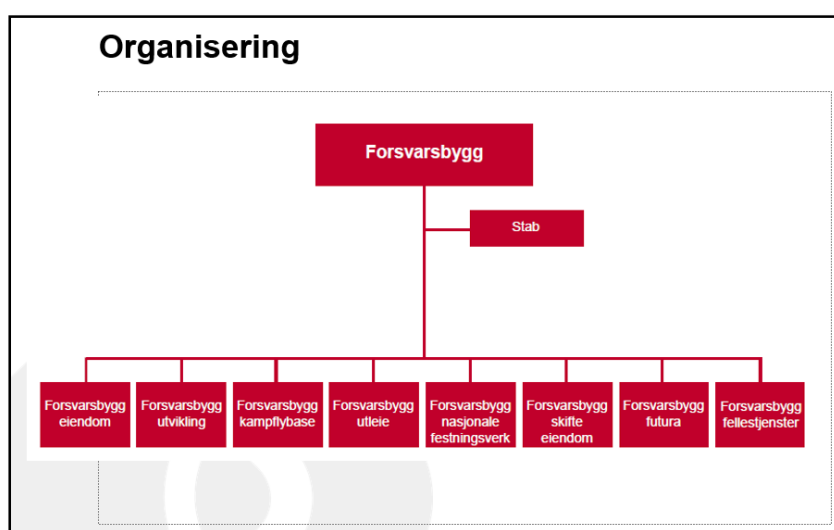 Organisering
Forsvarsbygg
Stab
Forsvarsbygg
eiendom
Forsvarsbygg
utvikling
Forsvarsbygg
kampflybase
Forsvarsbygg
utleie
Forsvarsbygg
nasjonale
festningsverk
Forsvarsbygg
skifte
eiendom
Forsvarsbygg
futura
Forsvarsbygg
fellestjenster